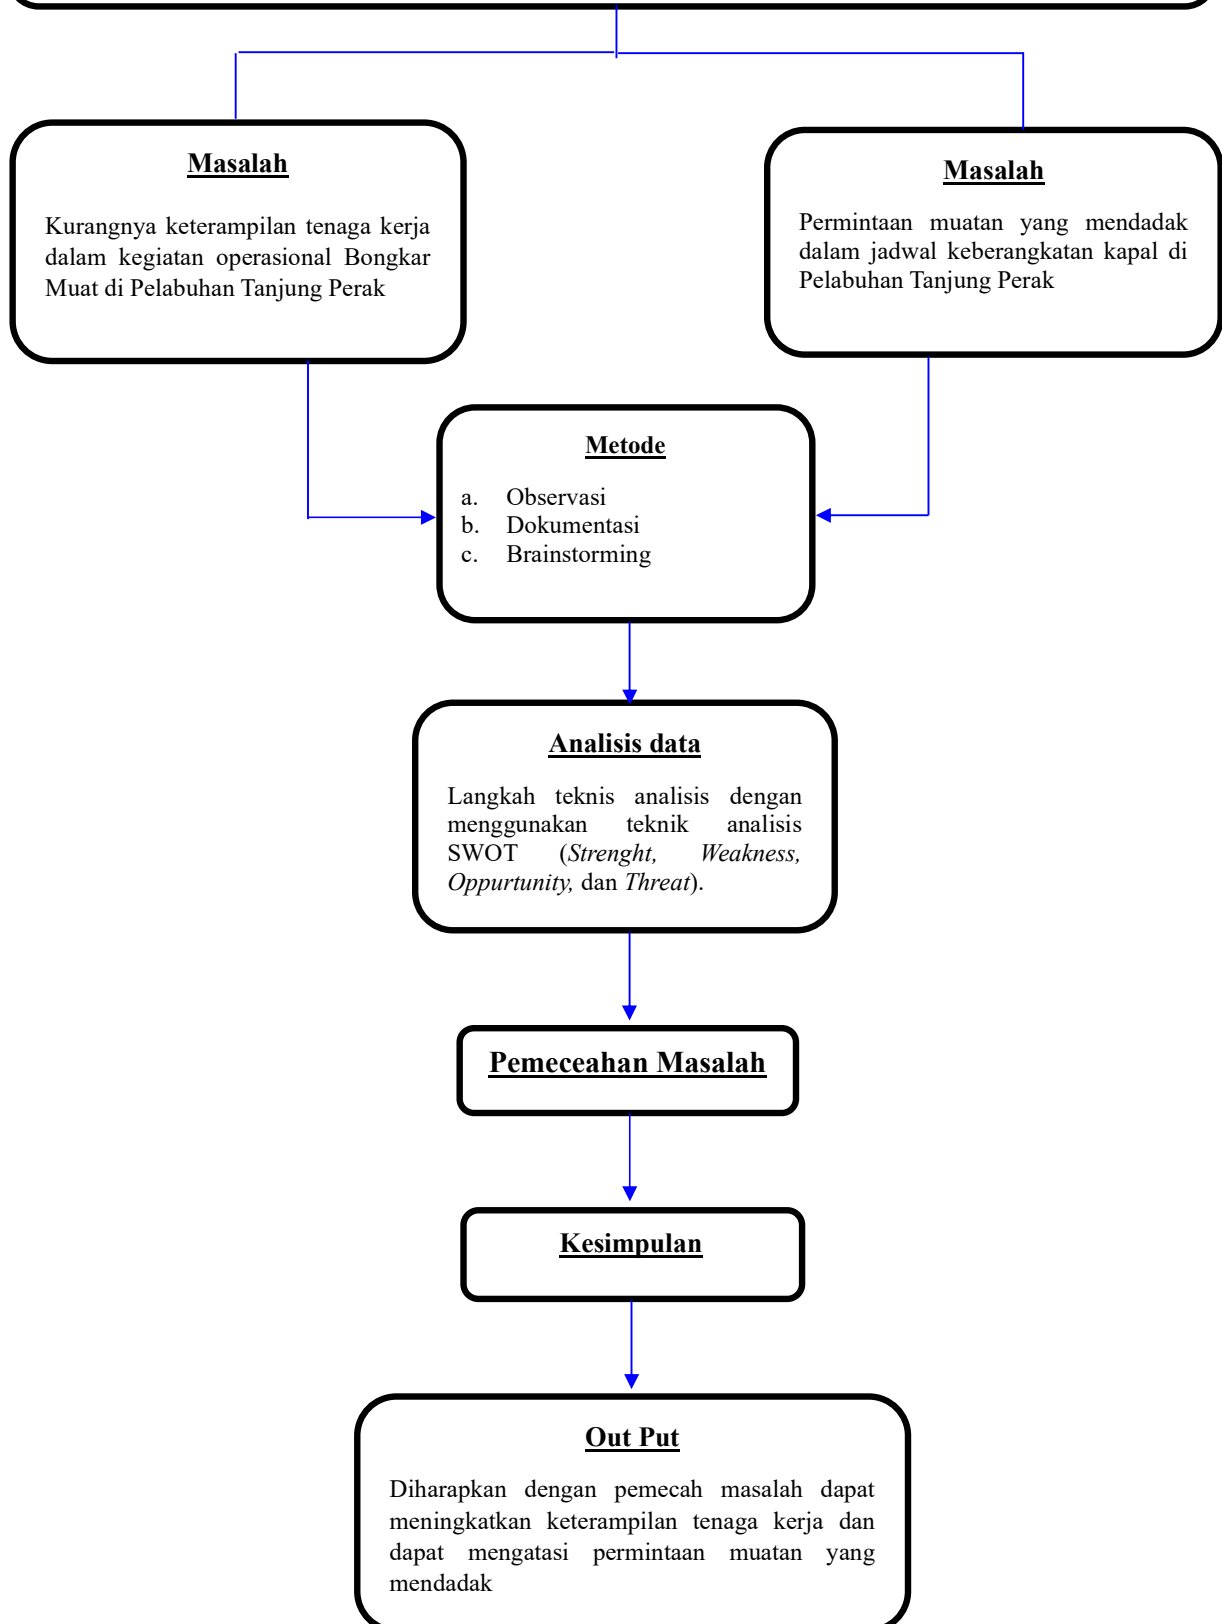 Masalah
Kurangnya keterampilan tenaga kerja
dalam kegiatan operasional Bongkar
Muat di Pelabuhan Tanjung Perak
Masalah
Permintaan muatan yang mendadak
dalam jadwal keberangkatan kapal di
Pelabuhan Tanjung Perak
Metode
a. Observasi
b. Dokumentasi
c. Brainstorming
Analisis data
Langkah teknis analisis dengan
menggunakan teknik analisis
SWOT (Strenght, Weakness,
Oppurtunity, dan Threat).
Pemeceahan Masalah
Kesimpulan
Out Put
Diharapkan dengan pemecah masalah dapat
meningkatkan keterampilan tenaga kerja dan
dapat mengatasi permintaan muatan yang
mendadak